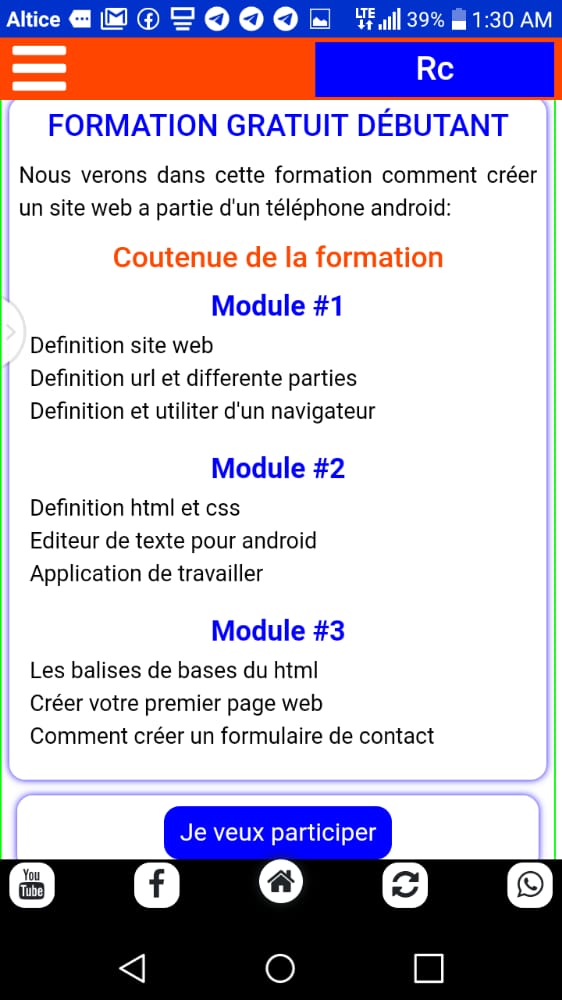 Altice LTE 39% 1:30 AM
Rc
FORMATION GRATUIT DÉBUTANT
Nous verons dans cette formation comment créer
un site web a partie d'un téléphone android:
Coutenue de la formation
Module #1
Definition site web
Definition url et differente parties
Definition et utiliter d'un navigateur
Module #2
Definition html et css
Editeur de texte pour android
Application de travailler
Module #3
Les balises de bases du html
Créer votre premier page web
Comment créer un formulaire de contact
Je veux participer
You
Tube